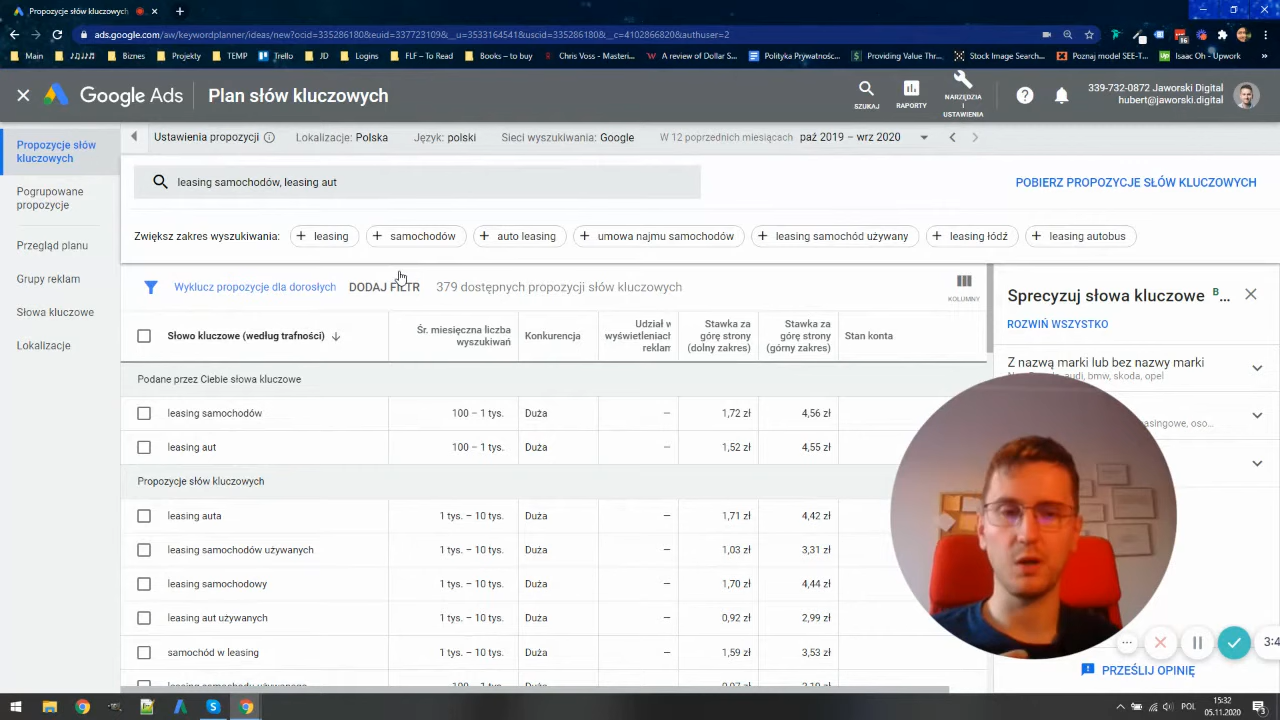 Propozycje słów kluczowych
ads.google.com/aw/keywordplanner/ideas/new?ocid=335286180&euid=337723109&__u=3533164541&uscid=335286180&__c=4102866820&authuser=2
Main
♪♫♪♫
Biznes
Projekty
TEMP
Trello
JD
Logins
FLF – To Read
Books – to buy
Chris Voss - Masterc...
A review of Dollar S...
Polityka Prywatnośc...
Providing Value Thr...
Stock Image Search:...
Poznaj model SEE-T...
Isaac Oh - Upwork
Google Ads
Plan słów kluczowych
SZUKAJ
RAPORTY
NARZĘDZIA
I
USTAWIENIA
339-732-0872 Jaworski Digital
hubert@jaworski.digital
Propozycje słów
kluczowych
Pogrupowane
propozycje
Przegląd planu
Grupy reklam
Słowa kluczowe
Lokalizacje
Ustawienia propozycji
Lokalizacje: Polska
Język: polski
Sieci wyszukiwania: Google
W 12 poprzednich miesiącach
paź 2019 – wrz 2020
leasing samochodów, leasing aut
POBIERZ PROPOZYCJE SŁÓW KLUCZOWYCH
Zwiększ zakres wyszukiwania:
+ leasing
+ samochodów
+ auto leasing
+ umowa najmu samochodów
+ leasing samochód używany
+ leasing łódź
+ leasing autobus
Wyklucz propozycje dla dorosłych
DODAJ FILTR
379 dostępnych propozycji słów kluczowych
KOLUMNY
Słowo kluczowe (według trafności)
Śr. miesięczna liczba
wyszukiwań
Konkurencja
Udział w
wyświetleniach
reklam
Stawka za
górę strony
(dolny zakres)
Stawka za
górę strony
(górny zakres)
Stan konta
Podane przez Ciebie słowa kluczowe
leasing samochodów 100 – 1 tys. Duża — 1,72 zł 4,56 zł
leasing aut 100 – 1 tys. Duża — 1,52 zł 4,55 zł
Propozycje słów kluczowych
leasing auta 1 tys. – 10 tys. Duża — 1,71 zł 4,42 zł
leasing samochodów używanych 1 tys. – 10 tys. Duża — 1,03 zł 3,31 zł
leasing samochodowy 1 tys. – 10 tys. Duża — 1,70 zł 4,44 zł
leasing aut używanych 1 tys. – 10 tys. Duża — 0,92 zł 2,99 zł
samochód w leasing 1 tys. – 10 tys. Duża — 1,59 zł 3,53 zł
Sprecyzuj słowa kluczowe
ROZWIŃ WSZYSTKO
Z nazwą marki lub bez nazwy marki
audi, bmw, skoda, opel
PRZEŚLIJ OPINIĘ
3:4
POL
15:32
05.11.2020